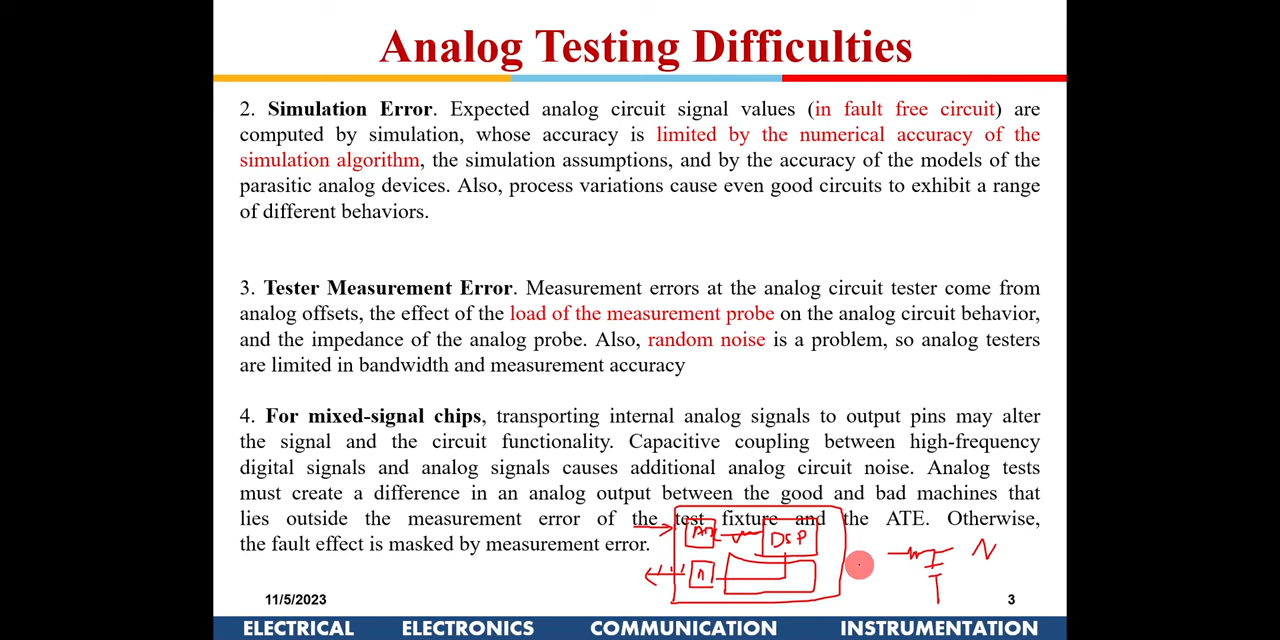 Analog Testing Difficulties
2. Simulation Error. Expected analog circuit signal values (in fault free circuit) are
computed by simulation, whose accuracy is limited by the numerical accuracy of the
simulation algorithm, the simulation assumptions, and by the accuracy of the models of the
parasitic analog devices. Also, process variations cause even good circuits to exhibit a range
of different behaviors.
3. Tester Measurement Error. Measurement errors at the analog circuit tester come from
analog offsets, the effect of the load of the measurement probe on the analog circuit behavior,
and the impedance of the analog probe. Also, random noise is a problem, so analog testers
are limited in bandwidth and measurement accuracy
4. For mixed-signal chips, transporting internal analog signals to output pins may alter
the signal and the circuit functionality. Capacitive coupling between high-frequency
digital signals and analog signals causes additional analog circuit noise. Analog tests
must create a difference in an analog output between the good and bad machines that
lies outside the measurement error of the test fixture and the ATE. Otherwise,
the fault effect is masked by measurement error.
DSP
N
11/5/2023
3
ELECTRICAL ELECTRONICS COMMUNICATION INSTRUMENTATION